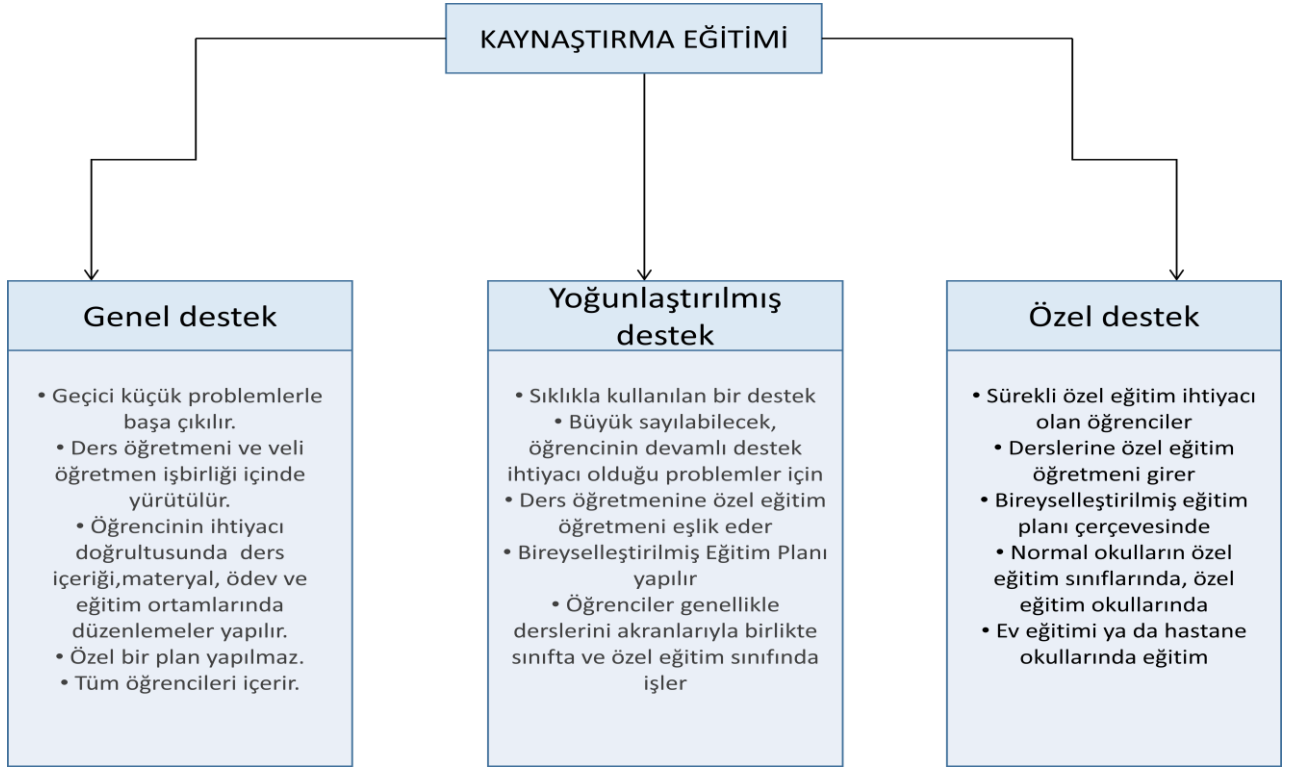 KAYNAŞTIRMA EĞİTİMİ
Genel destek
• Geçici küçük problemlerle
başa çıkılır.
• Ders öğretmeni ve veli
öğretmen işbirliği içinde
yürütülür.
• Öğrencinin ihtiyacı
doğrultusunda  ders
içeriği,materyal, ödev ve
eğitim ortamlarında
düzenlemeler yapılır.
• Özel bir plan yapılmaz.
• Tüm öğrencileri içerir.
Yoğunlaştırılmış
destek
• Sıklıkla kullanılan bir destek
• Büyük sayılabilecek,
öğrencinin devamlı destek
ihtiyacı olduğu problemler için
• Ders öğretmenine özel eğitim
öğretmeni eşlik eder
• Bireyselleştirilmiş Eğitim Planı
yapılır
• Öğrenciler genellikle
derslerini akranlarıyla birlikte
sınıfta ve özel eğitim sınıfında
işler
Özel destek
• Sürekli özel eğitim ihtiyacı
olan öğrenciler
• Derslerine özel eğitim
öğretmeni girer
• Bireyselleştirilmiş eğitim
planı çerçevesinde
• Normal okulların özel
eğitim sınıflarında, özel
eğitim okullarında
• Ev eğitimi ya da hastane
okullarında eğitim